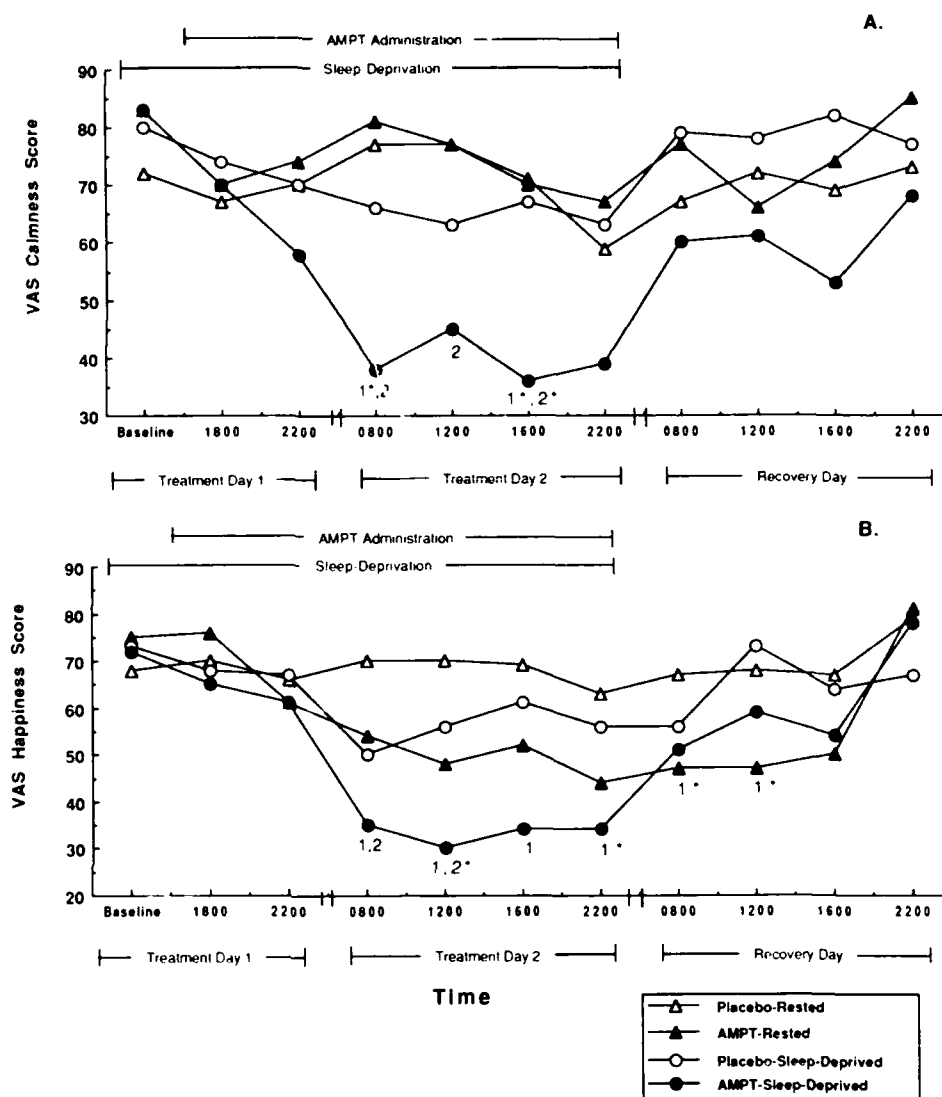 A.
AMPT Administration
Sleep Deprivation
VAS Calmness Score
90
80
70
60
50
40
30
1*,2
2
1*, 2*
Baseline 1800 2200 0800 1200 1600 2200 0800 1200 1600 2200
Treatment Day 1 Treatment Day 2 Recovery Day
B.
AMPT Administration
Sleep-Deprivation
VAS Happiness Score
90
80
70
60
50
40
30
20
1,2
1,2*
1
1*
1*
1*
Baseline 1800 2200 0800 1200 1600 2200 0800 1200 1600 2200
Treatment Day 1 Treatment Day 2 Recovery Day
Time
Placebo-Rested
AMPT-Rested
Placebo-Sleep-Deprived
AMPT-Sleep-Deprived